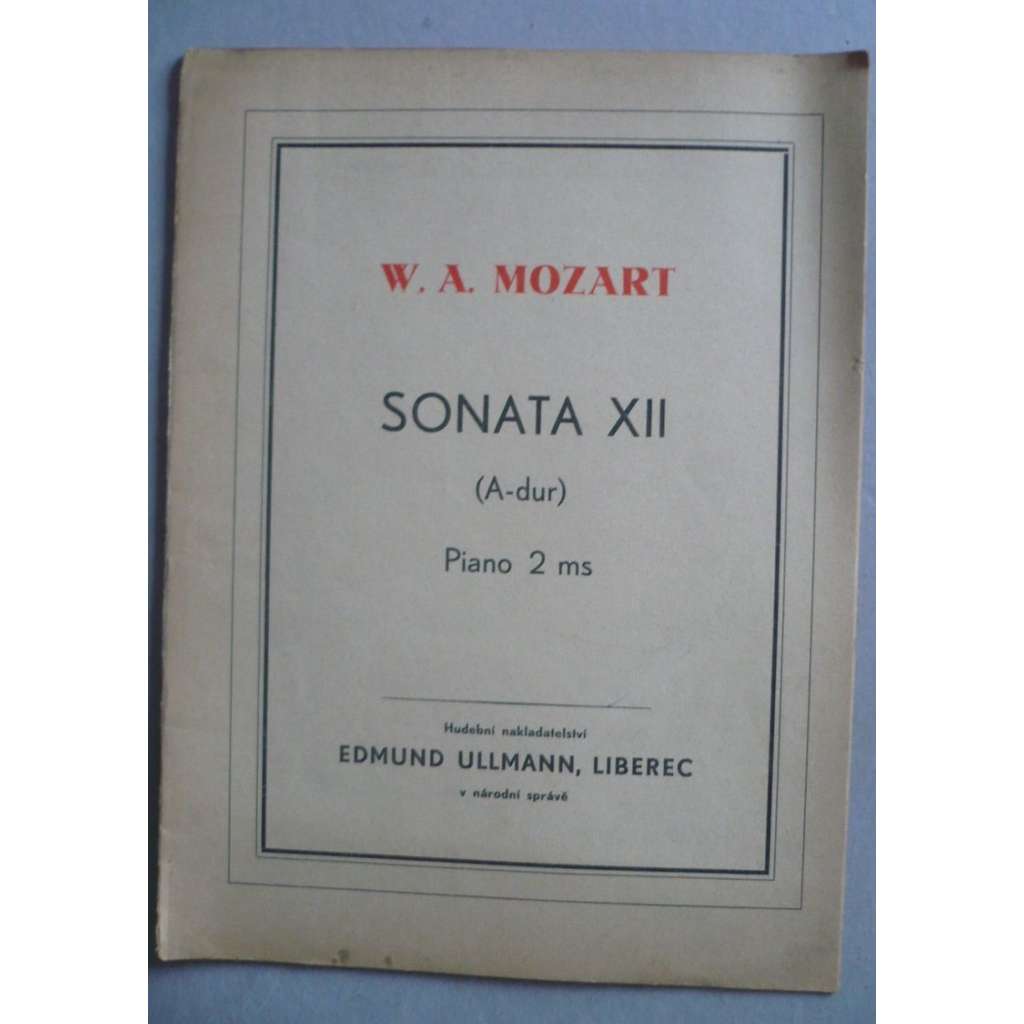 W. A. MOZART
SONATA XII
(A-dur)
Piano 2 ms
Hudební nakladatelství
EDMUND ULLMANN, LIBEREC
v národní správě